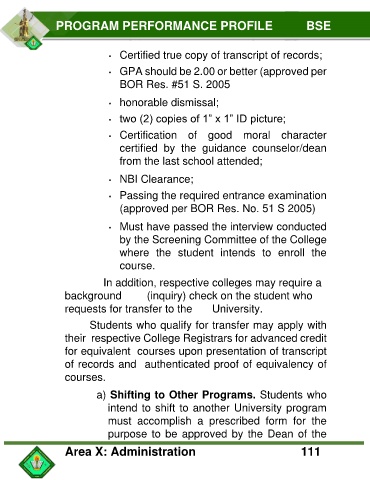 PROGRAM PERFORMANCE PROFILE BSE
· Certified true copy of transcript of records;
· GPA should be 2.00 or better (approved per
BOR Res. #51 S. 2005
· honorable dismissal;
· two (2) copies of 1” x 1” ID picture;
· Certification of good moral character
certified by the guidance counselor/dean
from the last school attended;
· NBI Clearance;
· Passing the required entrance examination
(approved per BOR Res. No. 51 S 2005)
· Must have passed the interview conducted
by the Screening Committee of the College
where the student intends to enroll the
course.
In addition, respective colleges may require a
background (inquiry) check on the student who
requests for transfer to the University.
Students who qualify for transfer may apply with
their respective College Registrars for advanced credit
for equivalent courses upon presentation of transcript
of records and authenticated proof of equivalency of
courses.
a) Shifting to Other Programs. Students who
intend to shift to another University program
must accomplish a prescribed form for the
purpose to be approved by the Dean of the
Area X: Administration 111